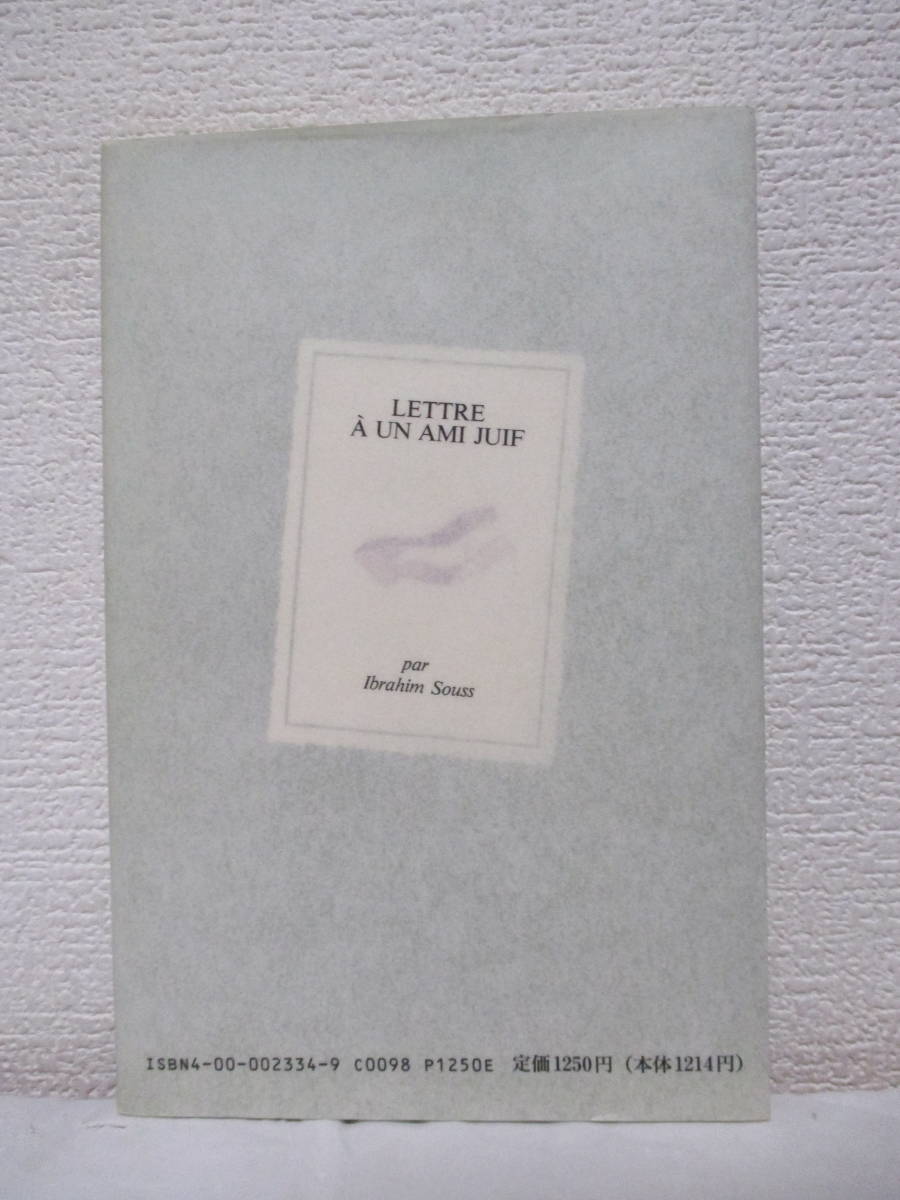 LETTRE
À UN AMI JUIF
par
Ibrahim Souss
ISBN4-00-002334-9 C0098 P1250E 定価1250円（本体1214円）